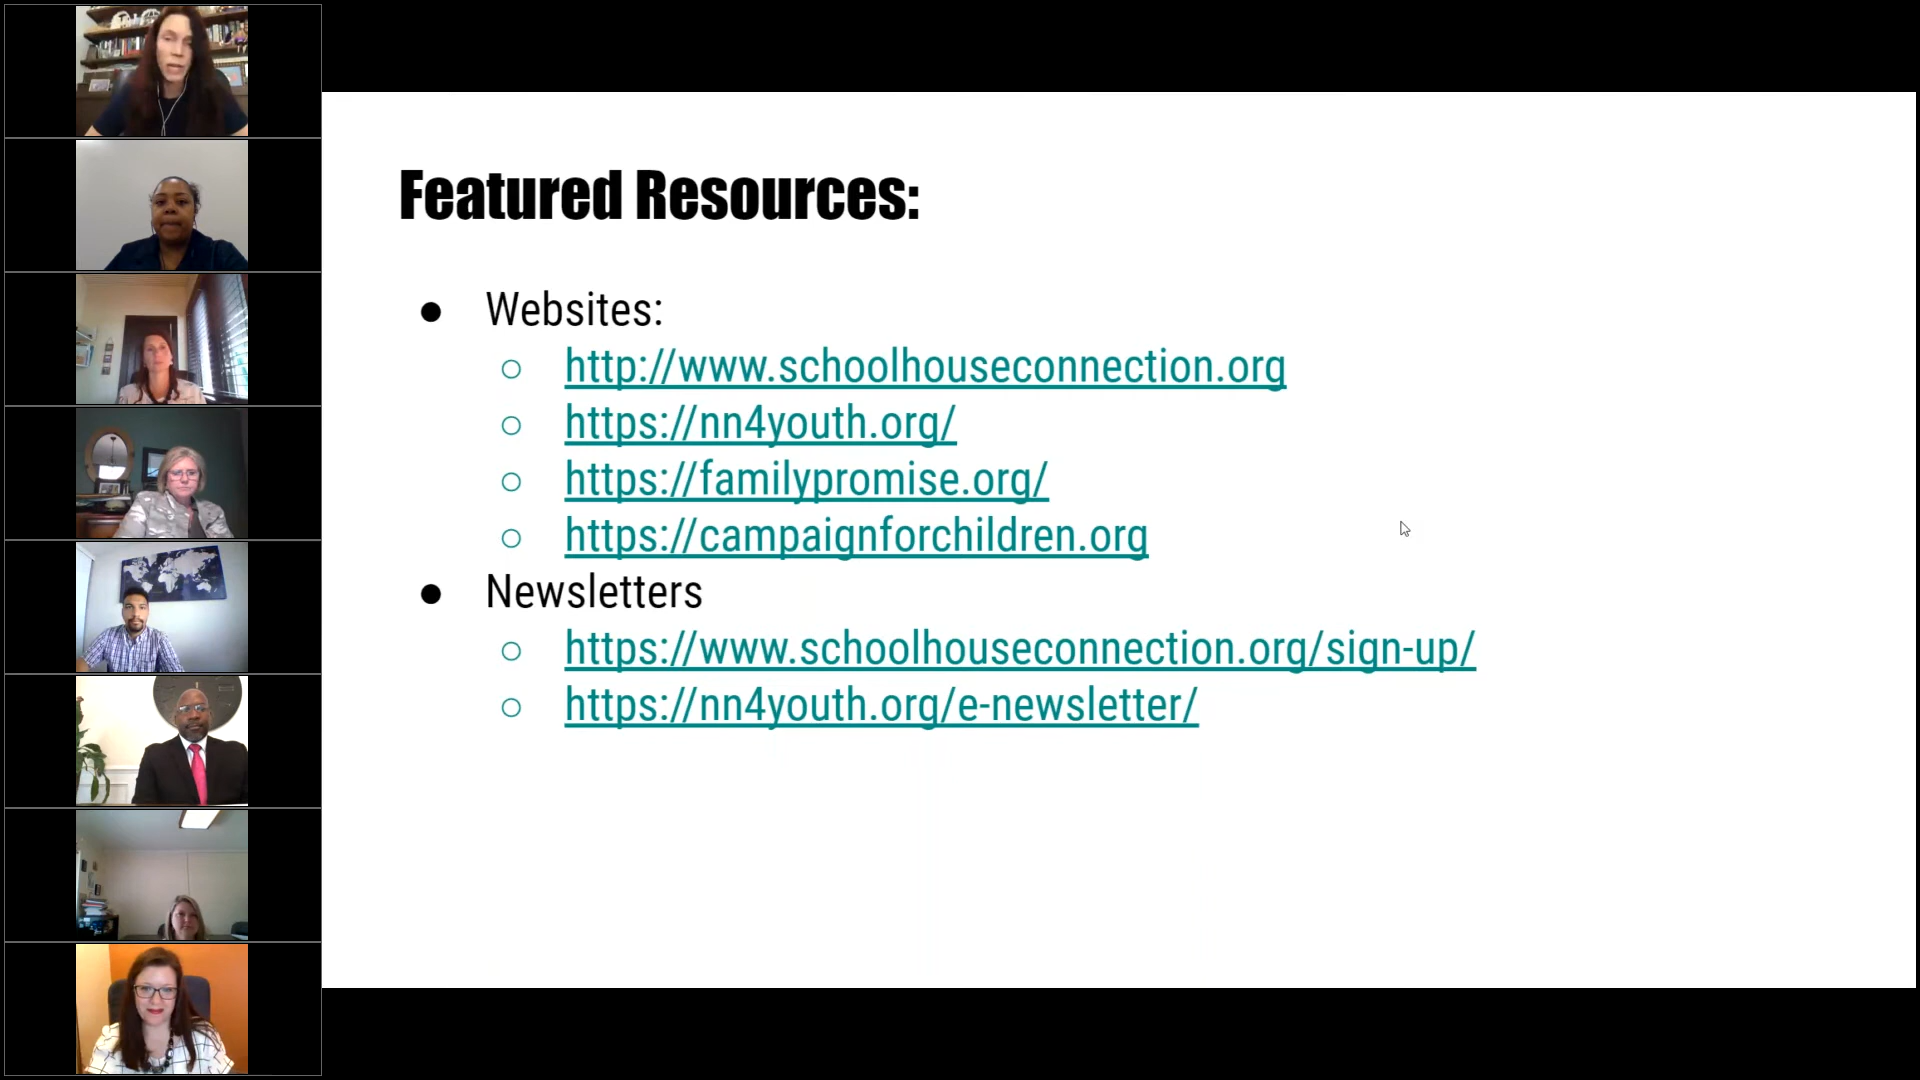 Featured Resources:
● Websites:
○ http://www.schoolhouseconnection.org
○ https://nn4youth.org/
○ https://familypromise.org/
○ https://campaignforchildren.org
● Newsletters
○ https://www.schoolhouseconnection.org/sign-up/
○ https://nn4youth.org/e-newsletter/